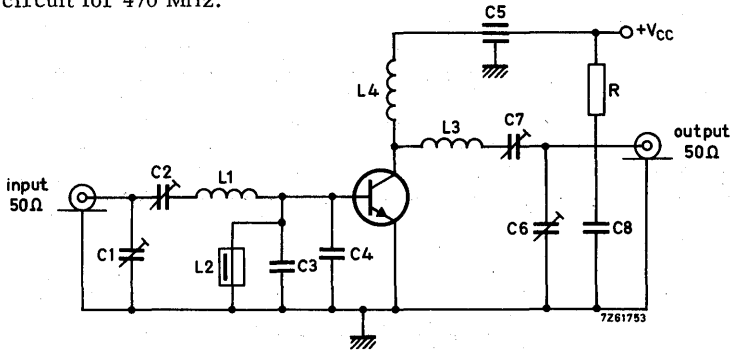 circuit for 470 MHz.
C5
+VCC
L4
R
C7
L3
output
50Ω
C2
L1
input
50Ω
C6
C8
C1
L2
C3
C4
7Z61753